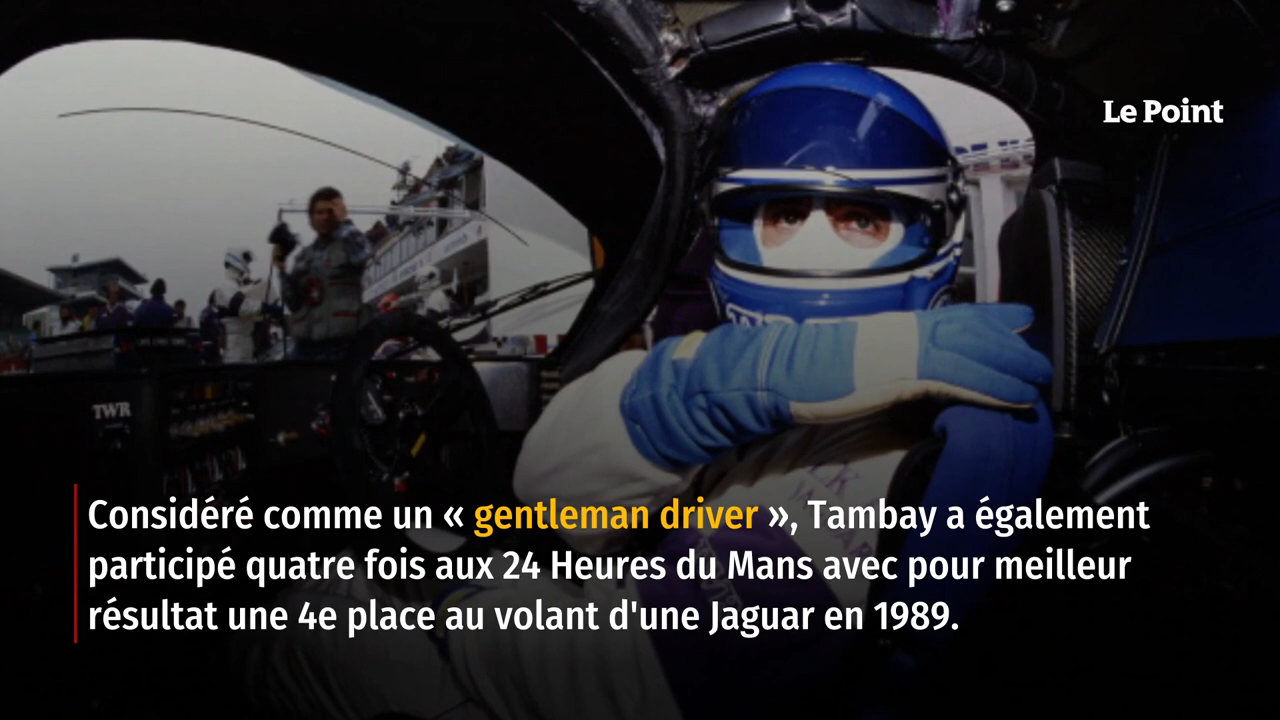 Le Point
TWR
Considéré comme un « gentleman driver », Tambay a également
participé quatre fois aux 24 Heures du Mans avec pour meilleur
résultat une 4e place au volant d'une Jaguar en 1989.